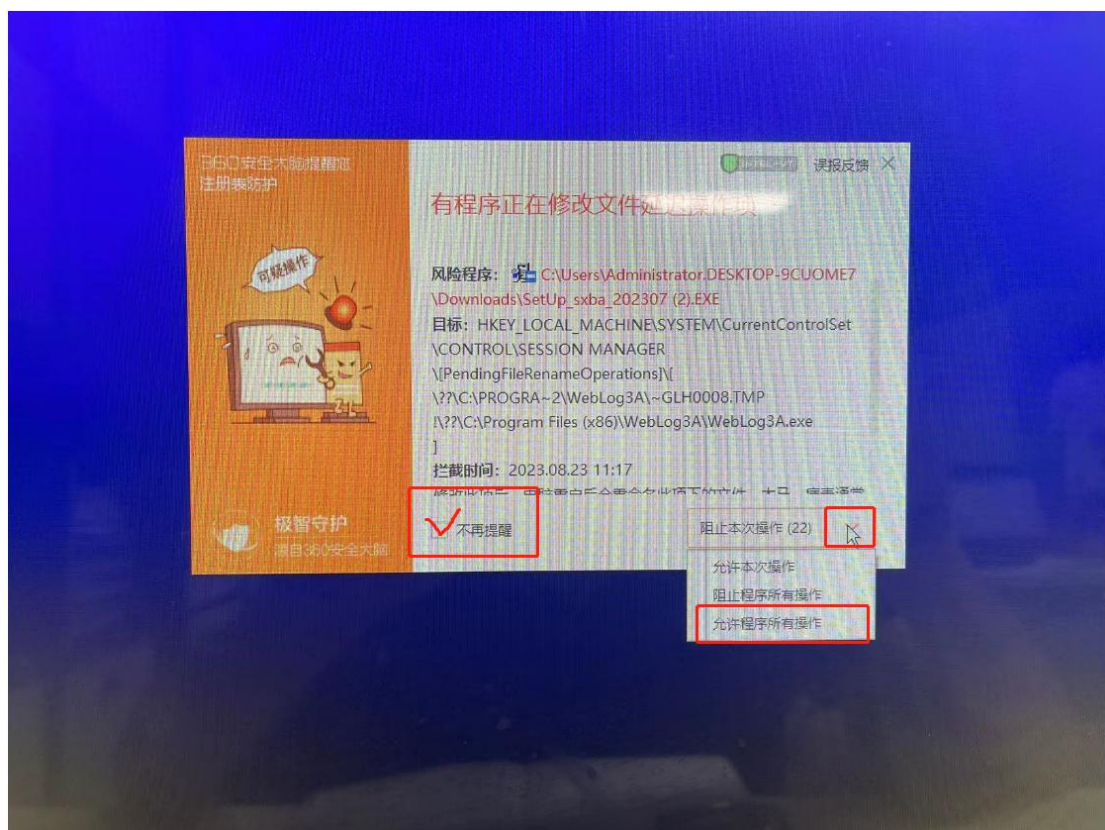 360安全大脑提醒您
注册表防护
误报反馈
有程序正在修改文件延迟操作项
可疑操作
风险程序： C:\Users\Administrator.DESKTOP-9CUOME7
\Downloads\SetUp_sxba_202307 (2).EXE
目标：HKEY_LOCAL_MACHINE\SYSTEM\CurrentControlSet
\CONTROL\SESSION MANAGER
\[PendingFileRenameOperations]\[
\??\C:\PROGRA~2\WebLog3A\~GLH0008.TMP
!\??\C:\Program Files (x86)\WebLog3A\WebLog3A.exe
]
拦截时间：2023.08.23 11:17
极智守护
源自360安全大脑
不再提醒
阻止本次操作 (22)
允许本次操作
阻止程序所有操作
允许程序所有操作